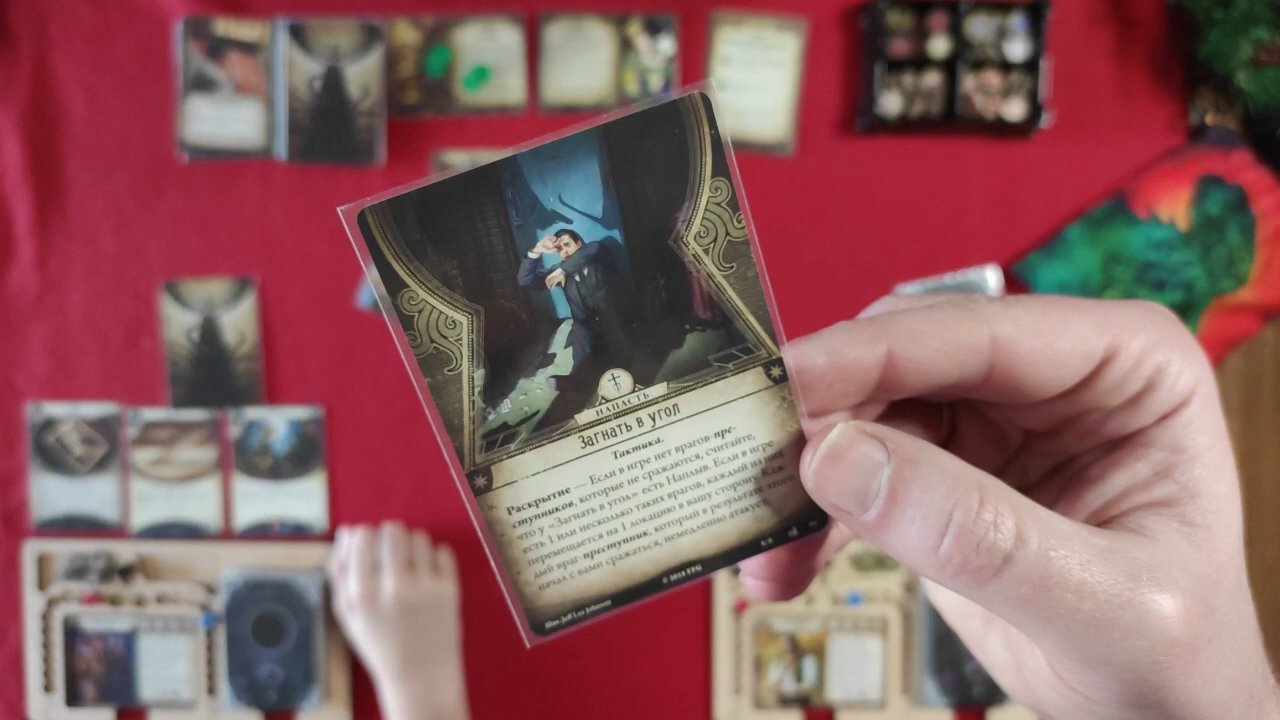 НАПАСТЬ
Загнать в угол
Тактика.
Раскрытие — Если в игре нет врагов-пре-
ступников, которые не сражаются, считайте,
что у «Загнать в угол» есть Наплыв. Если в игре
есть 1 или несколько таких врагов, каждый из них
перемещается на 1 локацию в вашу сторону. Каж-
дый враг-преступник, который в результате этого
начал с вами сражаться, немедленно атакует.
Illus. Jeff Lee Johnson
© 2018 FFG